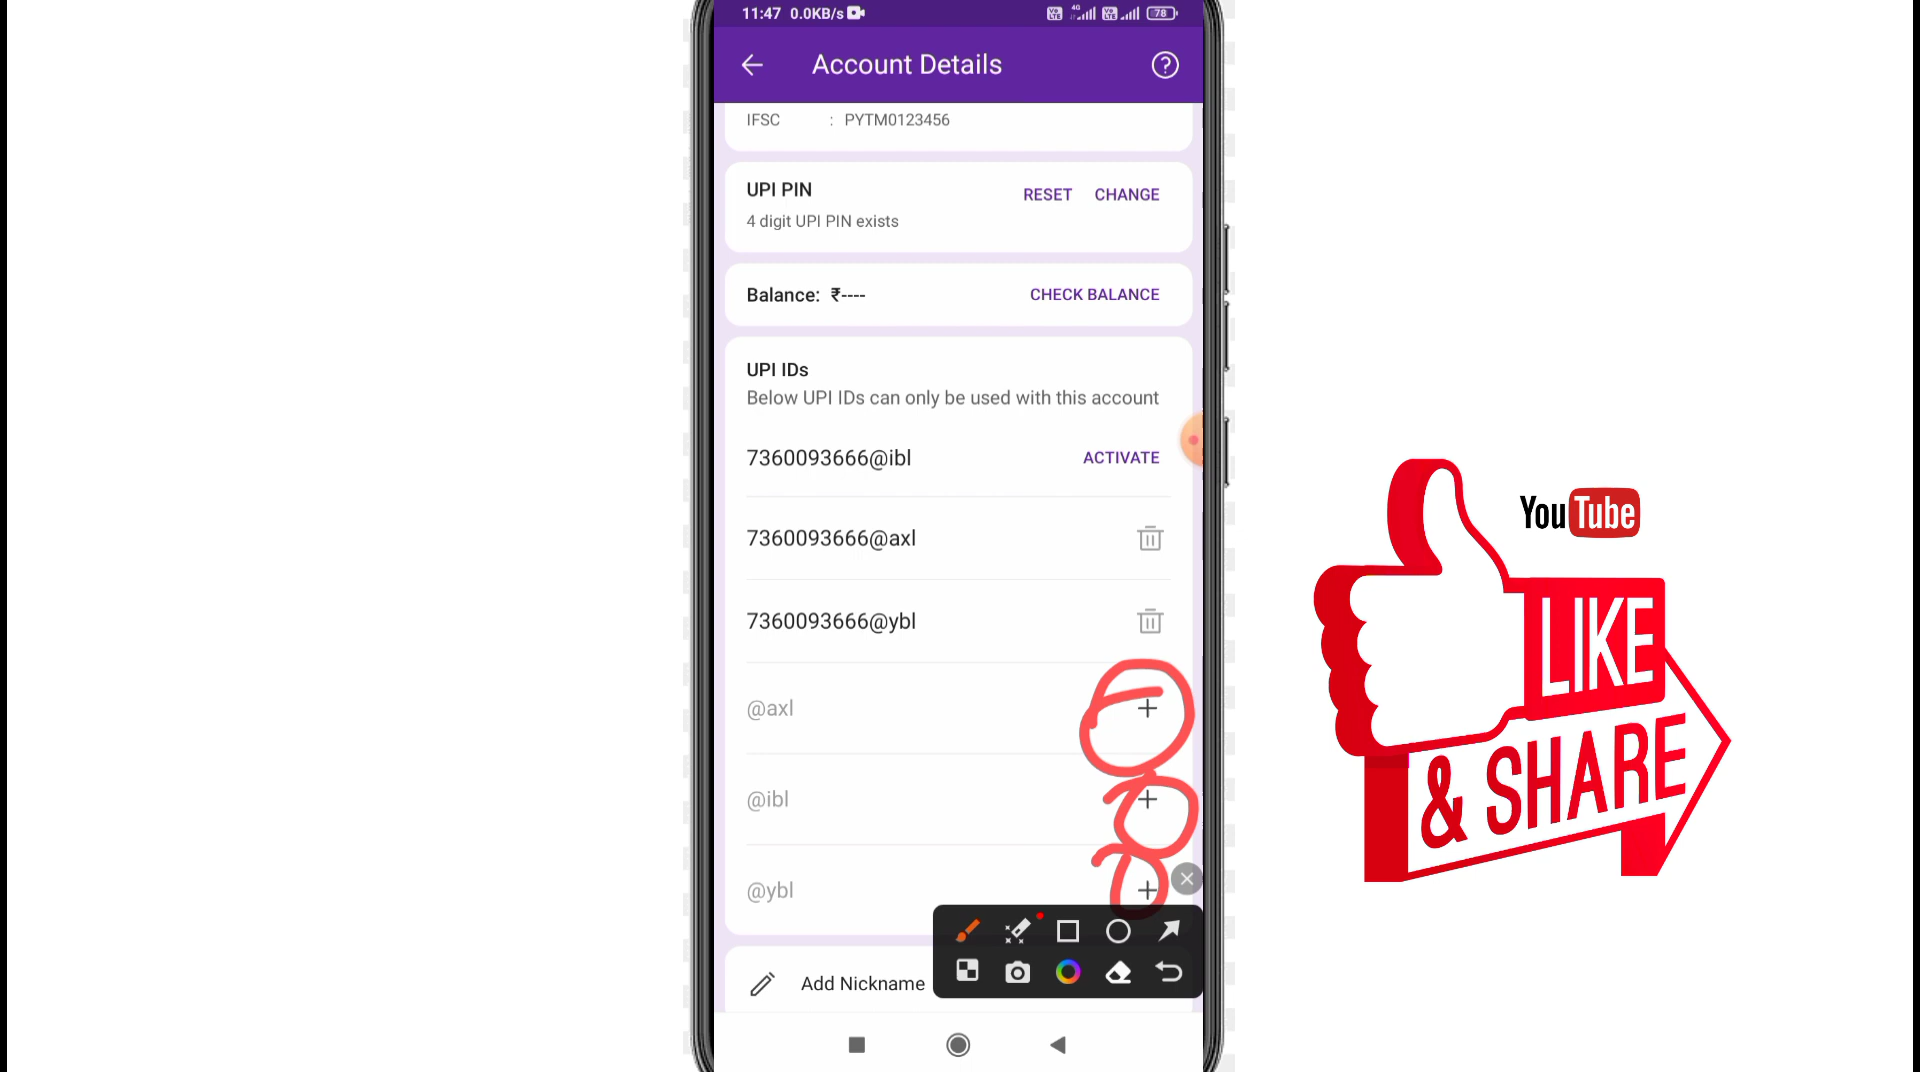 11:47 0.0KB/s
4G
78
Account Details
IFSC : PYTM0123456
UPI PIN
RESET CHANGE
4 digit UPI PIN exists
Balance: ₹---- CHECK BALANCE
UPI IDs
Below UPI IDs can only be used with this account
7360093666@ibl ACTIVATE
7360093666@axl
7360093666@ybl
@axl +
@ibl +
@ybl +
Add Nickname
YouTube
LIKE
& SHARE